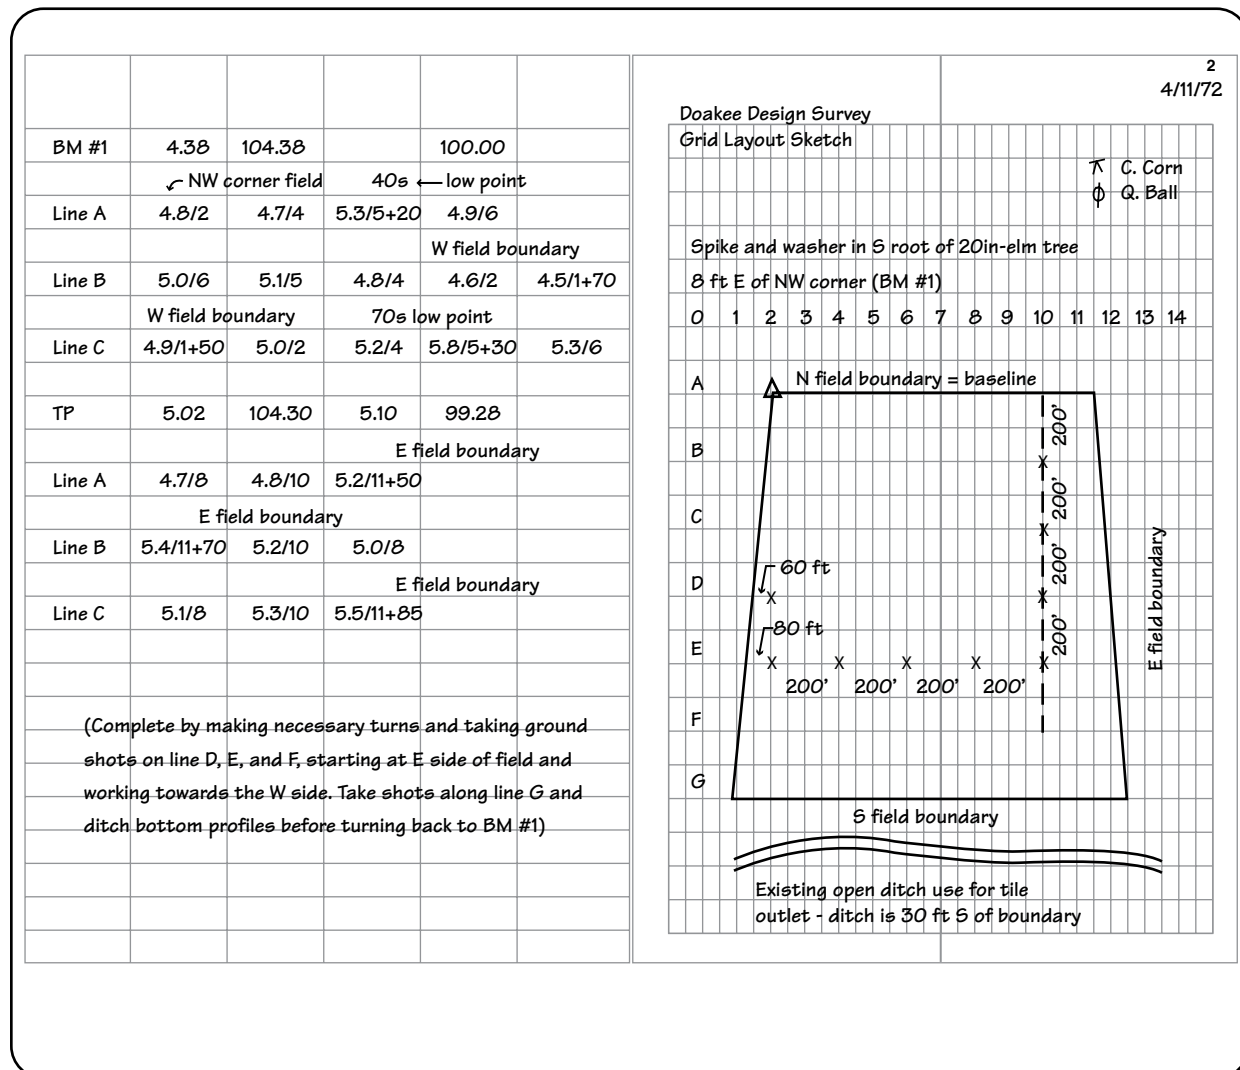 BM #1 4.38 104.38 100.00
NW corner field 40s low point
Line A 4.8/2 4.7/4 5.3/5+20 4.9/6
W field boundary
Line B 5.0/6 5.1/5 4.8/4 4.6/2 4.5/1+70
W field boundary 70s low point
Line C 4.9/1+50 5.0/2 5.2/4 5.8/5+30 5.3/6
TP 5.02 104.30 5.10 99.28
E field boundary
Line A 4.7/8 4.8/10 5.2/11+50
E field boundary
Line B 5.4/11+70 5.2/10 5.0/8
E field boundary
Line C 5.1/8 5.3/10 5.5/11+85
(Complete by making necessary turns and taking ground
shots on line D, E, and F, starting at E side of field and
working towards the W side. Take shots along line G and
ditch bottom profiles before turning back to BM #1)
2
4/11/72
Doakee Design Survey
Grid Layout Sketch
C. Corn
Q. Ball
Spike and washer in S root of 20in-elm tree
8 ft E of NW corner (BM #1)
0 1 2 3 4 5 6 7 8 9 10 11 12 13 14
A
N field boundary = baseline
200'
B
X
200'
C
X
200'
60 ft
D
X X
80 ft
200'
E
X X X X X
200' 200' 200' 200'
E field boundary
F
G
S field boundary
Existing open ditch use for tile
outlet - ditch is 30 ft S of boundary